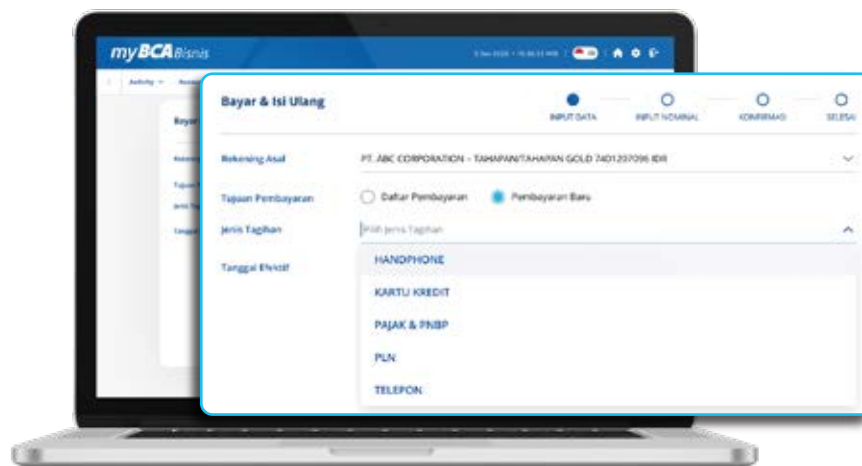 myBCA Bisnis
Activity
Bayar
Bayar & Isi Ulang
INPUT DATA
INPUT NOMINAL
KONFIRMASI
SELESAI
Rekening Asal
PT. ABC CORPORATION - TAHAPAN/TAHAPAN GOLD 7401207096 IDR
Tujuan Pembayaran
Daftar Pembayaran
Pembayaran Baru
Jenis Tagihan
Pilih Jenis Tagihan
Tanggal Efektif
HANDPHONE
KARTU KREDIT
PAJAK & PNBP
PLN
TELEPON